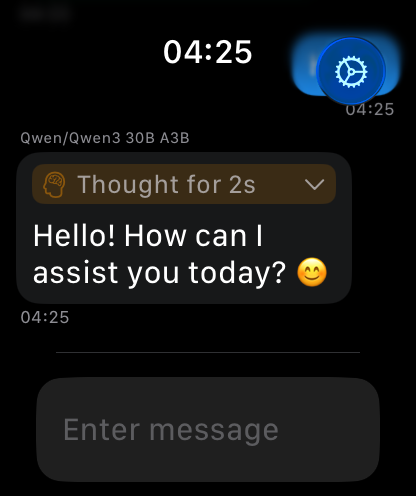 04:25
04:25
Qwen/Qwen3 30B A3B
Thought for 2s
Hello! How can I
assist you today? 😊
04:25
Enter message